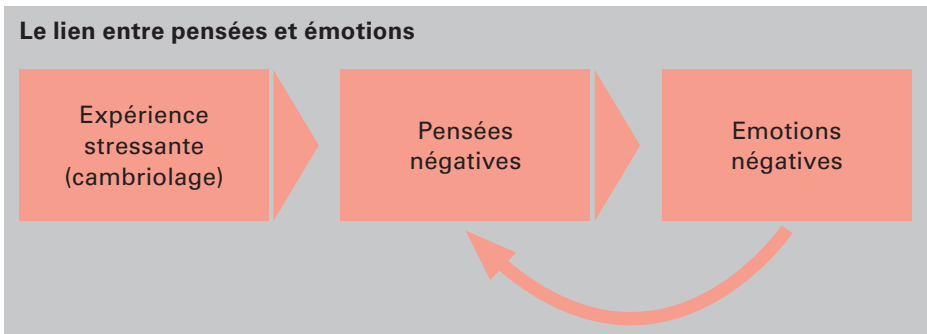 Le lien entre pensées et émotions
Expérience
stressante
(cambriolage)
Pensées
négatives
Emotions
négatives